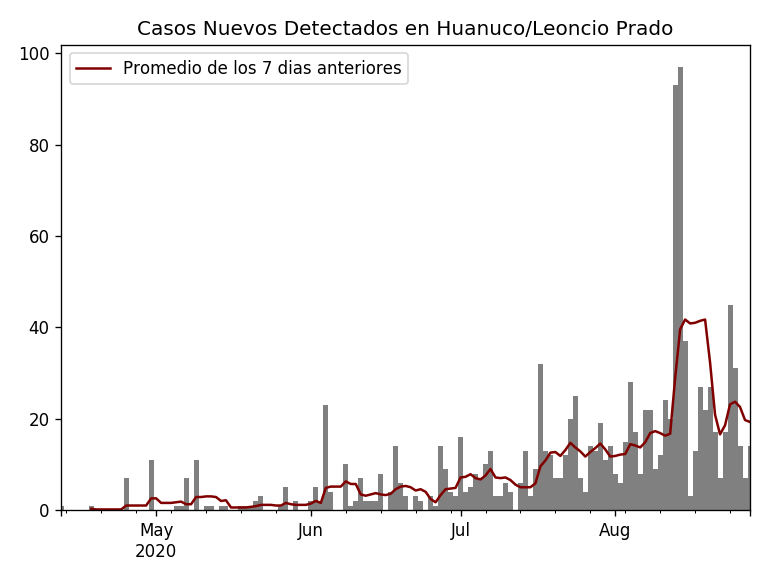 Casos Nuevos Detectados en Huanuco/Leoncio Prado
Promedio de los 7 dias anteriores
100
80
60
40
20
0
May Jun Jul Aug
2020